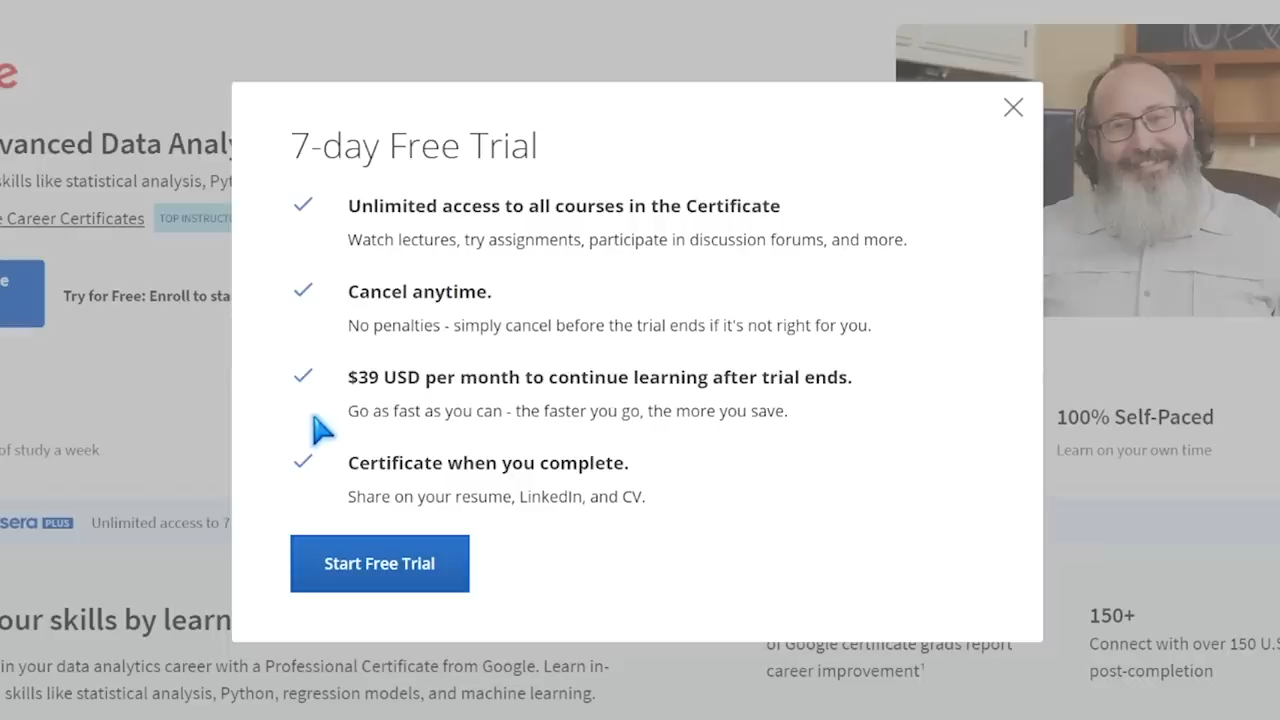 7-day Free Trial
Unlimited access to all courses in the Certificate
Watch lectures, try assignments, participate in discussion forums, and more.
Cancel anytime.
No penalties - simply cancel before the trial ends if it's not right for you.
$39 USD per month to continue learning after trial ends.
Go as fast as you can - the faster you go, the more you save.
Certificate when you complete.
Share on your resume, LinkedIn, and CV.
Start Free Trial
e
vanced Data Analy
skills like statistical analysis, Pyt
e Career Certificates TOP INSTRUCT
e
Try for Free: Enroll to sta
100% Self-Paced
of study a week
Learn on your own time
sera PLUS Unlimited access to 7
our skills by learn
in your data analytics career with a Professional Certificate from Google. Learn in-
skills like statistical analysis, Python, regression models, and machine learning.
of Google certificate grads report
career improvement¹
150+
Connect with over 150 U.S
post-completion